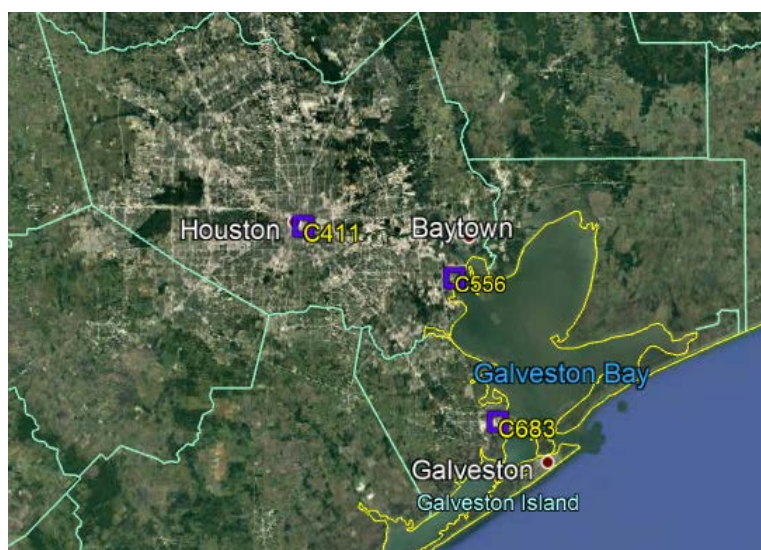 Houston
C411
Baytown
C556
Galveston Bay
C683
Galveston
Galveston Island